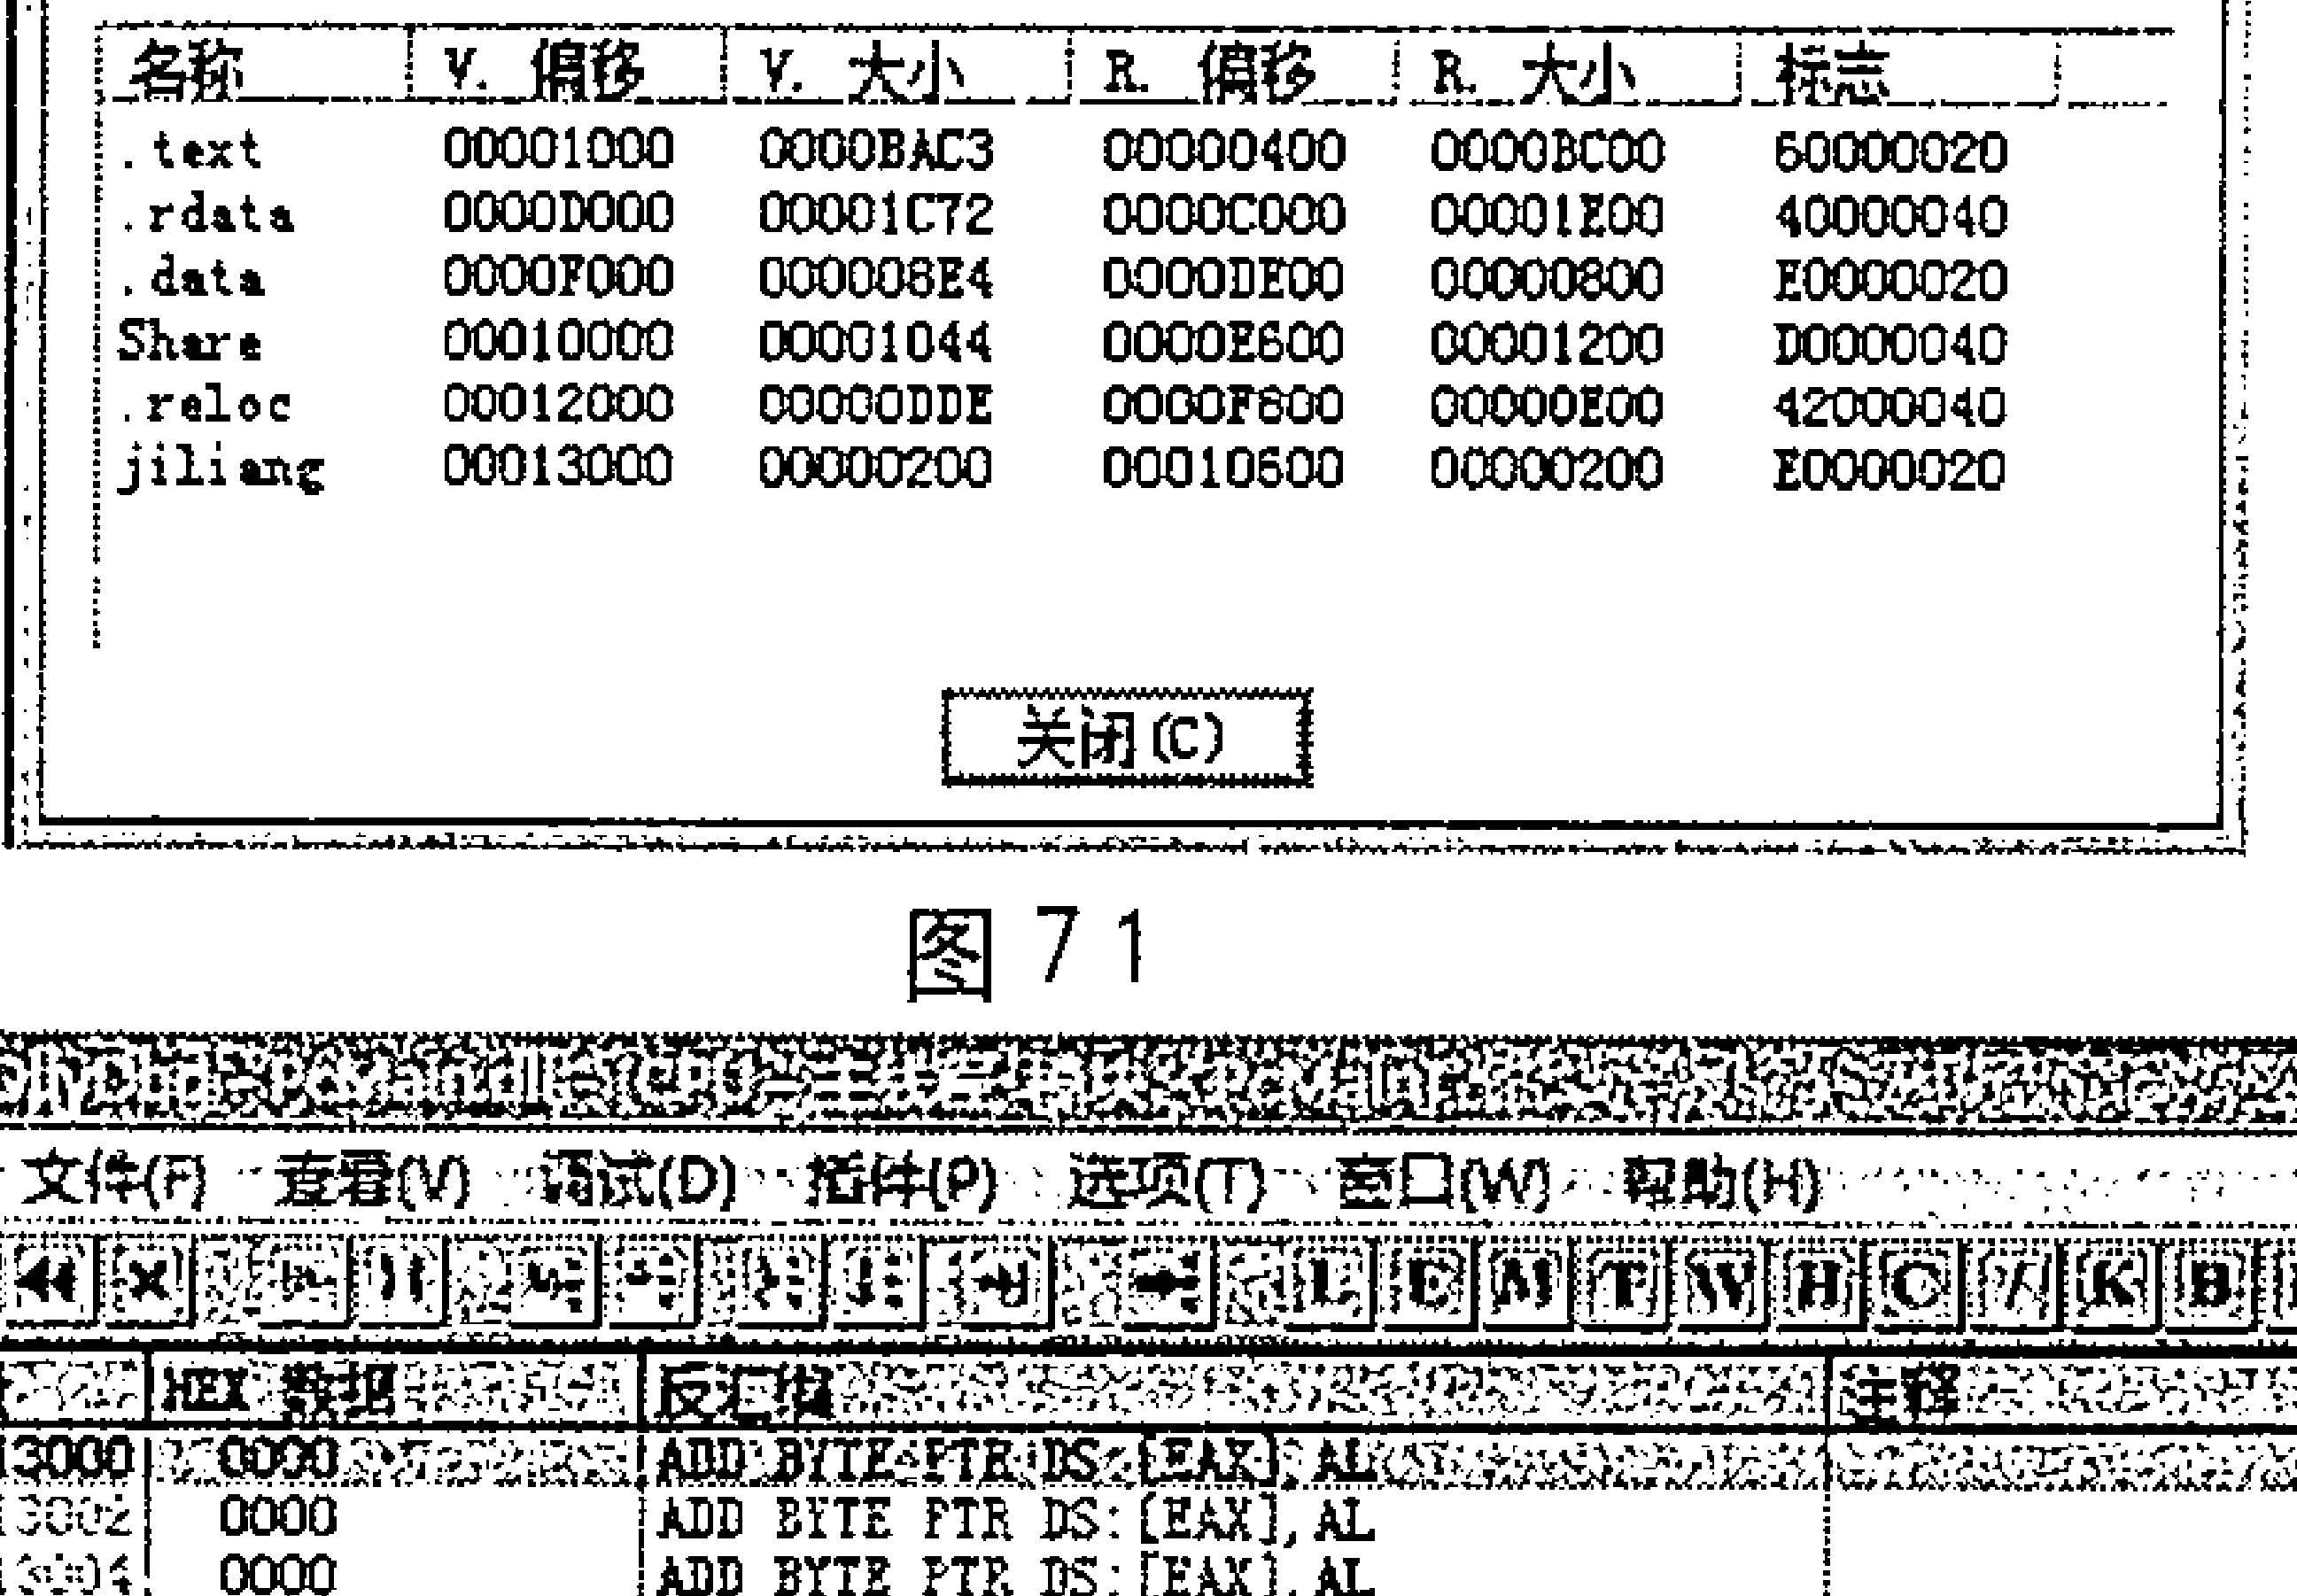 名称 V. 偏移 V. 大小 R. 偏移 R. 大小 标志
.text 00001000 0000BAC3 00000400 0000BC00 60000020
.rdata 0000D000 00001C72 0000C000 00001E00 40000040
.data 0000F000 000008E4 0000DE00 00000800 E0000020
Share 00010000 00001044 0000E600 00001200 D0000040
.reloc 00012000 00000DDE 0000F800 00000E00 42000040
jiliang 00013000 00000200 00010600 00000200 E0000020
关闭(C)
图 71
文件(F) 查看(V) 调试(D) 插件(P) 选项(T) 窗口(W) 帮助(H)
L E M T W H C / K B
HEX 数据 反汇编 注释
13000 0000 ADD BYTE PTR DS:[EAX],AL
3002 0000 ADD BYTE PTR DS:[EAX],AL
3004 0000 ADD BYTE PTR DS:[EAX],AL